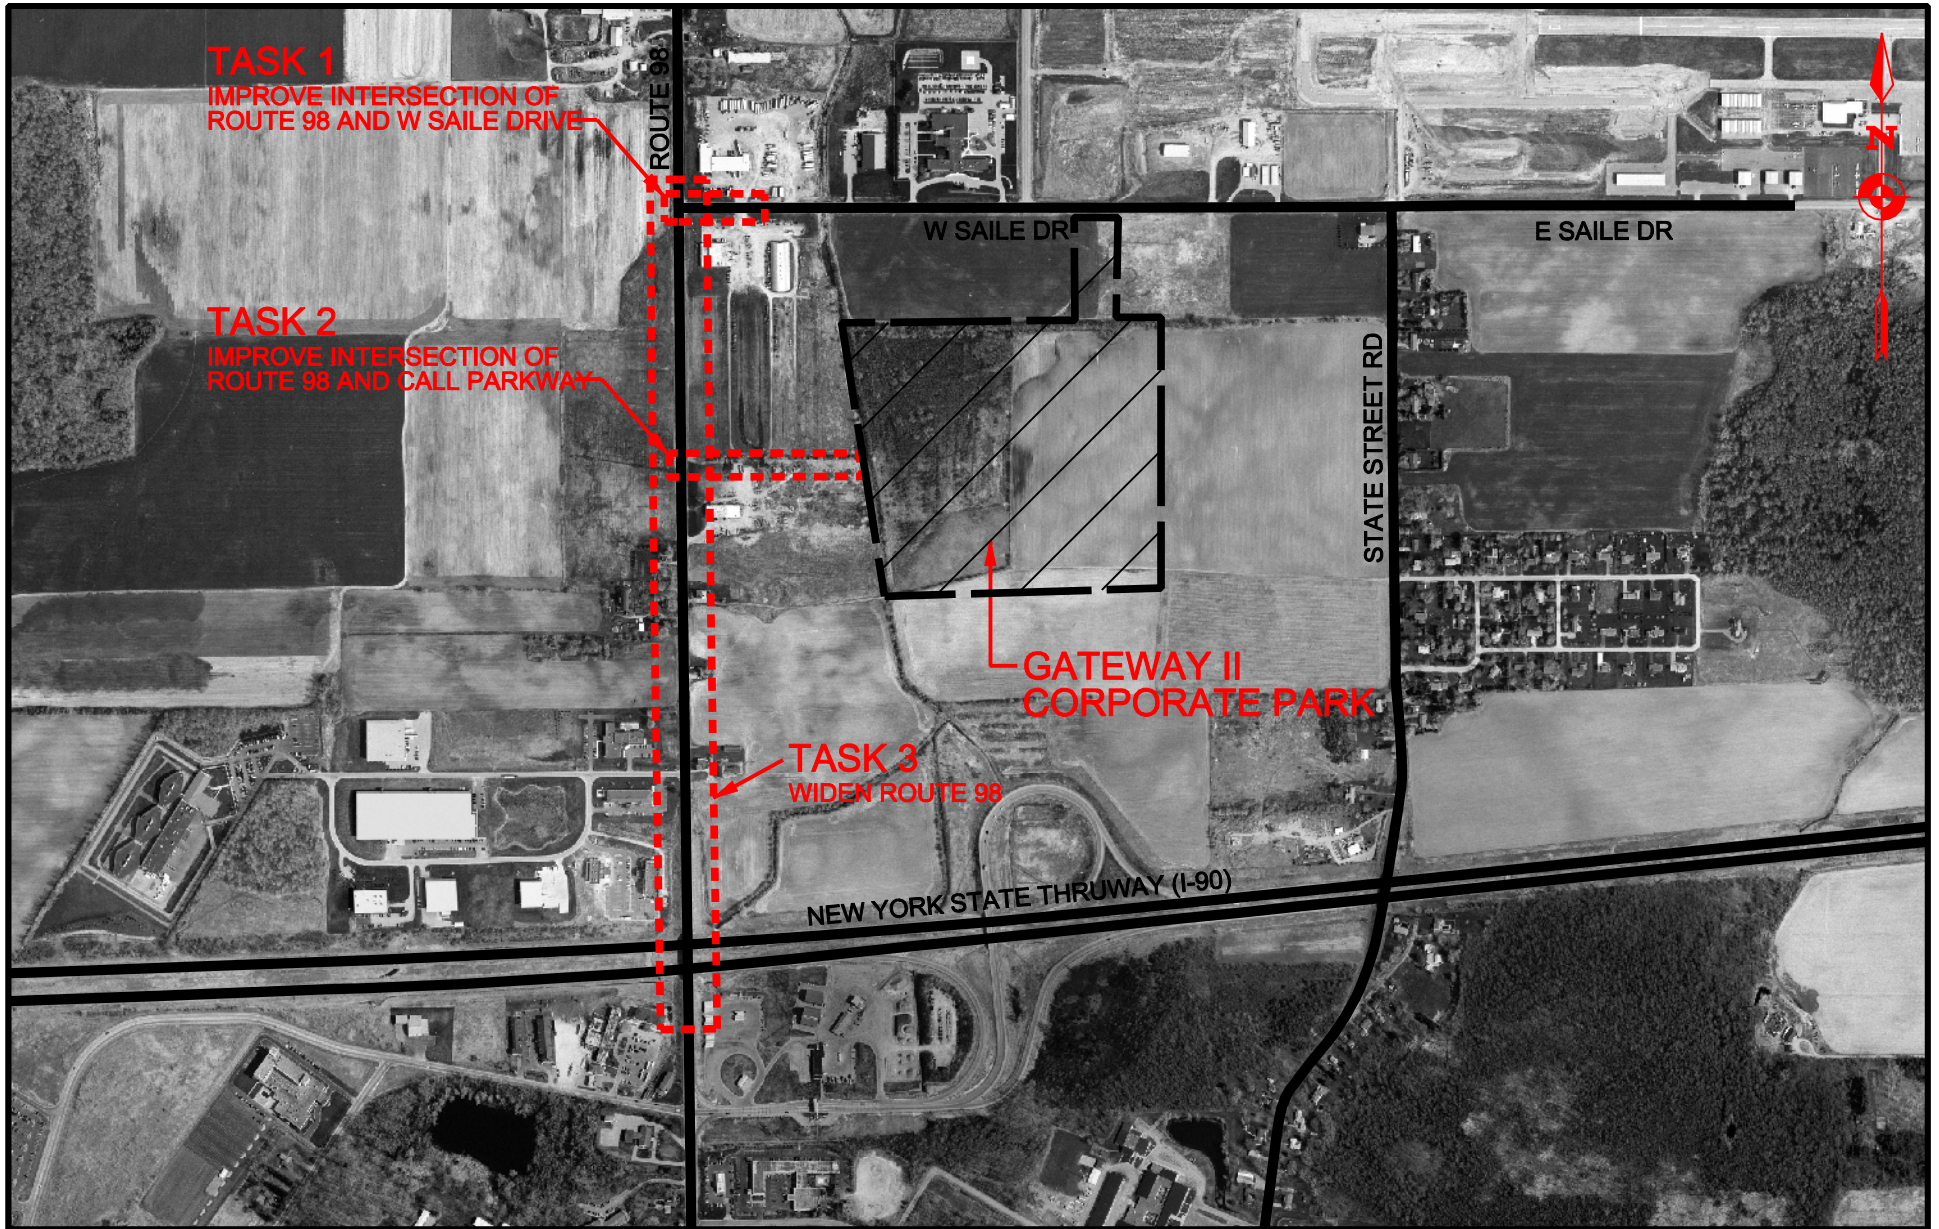 TASK 1
IMPROVE INTERSECTION OF
ROUTE 98 AND W SAILE DRIVE
ROUTE 98
N
W SAILE DR
E SAILE DR
TASK 2
IMPROVE INTERSECTION OF
ROUTE 98 AND CALL PARKWAY
STATE STREET RD
GATEWAY II
CORPORATE PARK
TASK 3
WIDEN ROUTE 98
NEW YORK STATE THRUWAY (I-90)